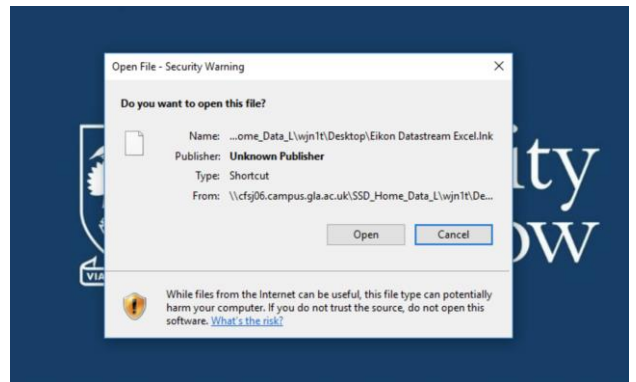 Open File - Security Warning
Do you want to open this file?
Name: ...ome_Data_L\wjn1t\Desktop\Eikon Datastream Excel.lnk
Publisher: Unknown Publisher
Type: Shortcut
From: \\cfsj06.campus.gla.ac.uk\SSD_Home_Data_L\wjn1t\De...
ity
OW
VIA
Open Cancel
While files from the Internet can be useful, this file type can potentially
harm your computer. If you do not trust the source, do not open this
software. What's the risk?